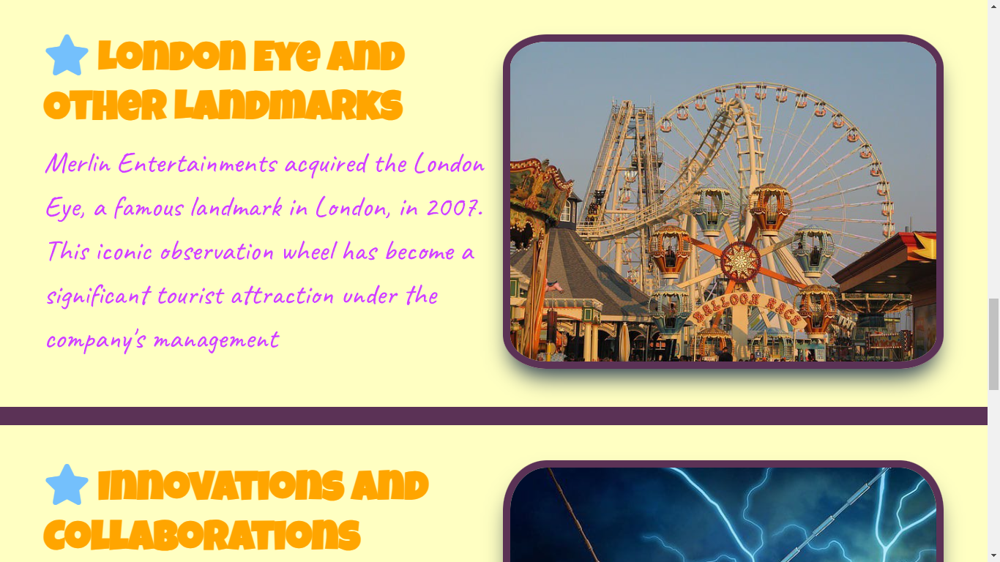 London Eye and
other Landmarks
Merlin Entertainments acquired the London
Eye, a famous landmark in London, in 2007.
This iconic observation wheel has become a
significant tourist attraction under the
company's management
BALLOON RACE
Innovations and
Collaborations